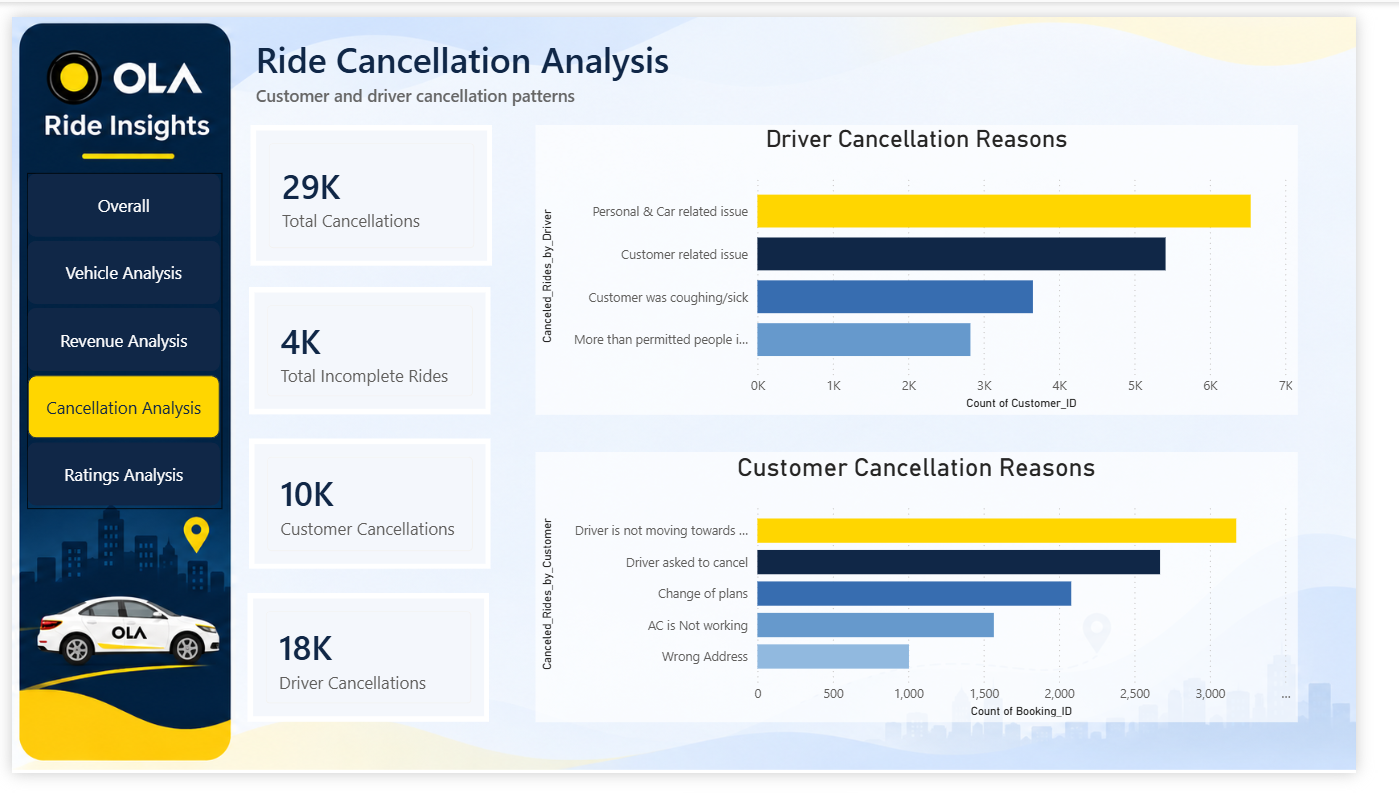 OLA
Ride Insights
Overall
Vehicle Analysis
Revenue Analysis
Cancellation Analysis
Ratings Analysis
OLA
Ride Cancellation Analysis
Customer and driver cancellation patterns
29K
Total Cancellations
4K
Total Incomplete Rides
10K
Customer Cancellations
18K
Driver Cancellations
Driver Cancellation Reasons
Canceled_Rides_by_Driver
Personal & Car related issue
Customer related issue
Customer was coughing/sick
More than permitted people i...
0K 1K 2K 3K 4K 5K 6K 7K
Count of Customer_ID
Customer Cancellation Reasons
Canceled_Rides_by_Customer
Driver is not moving towards ...
Driver asked to cancel
Change of plans
AC is Not working
Wrong Address
0 500 1,000 1,500 2,000 2,500 3,000 ...
Count of Booking_ID